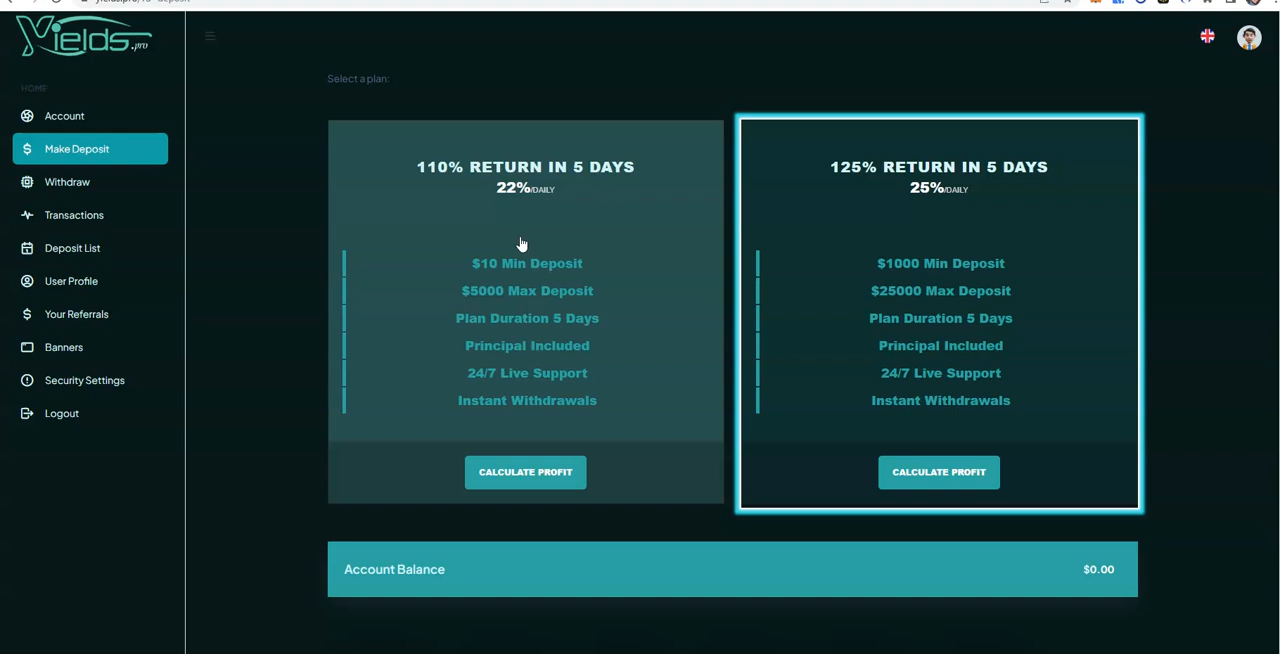 Yields.pro
HOME
Account
Make Deposit
Withdraw
Transactions
Deposit List
User Profile
Your Referrals
Banners
Security Settings
Logout
Select a plan:
110% RETURN IN 5 DAYS
22%/DAILY
$10 Min Deposit
$5000 Max Deposit
Plan Duration 5 Days
Principal Included
24/7 Live Support
Instant Withdrawals
CALCULATE PROFIT
125% RETURN IN 5 DAYS
25%/DAILY
$1000 Min Deposit
$25000 Max Deposit
Plan Duration 5 Days
Principal Included
24/7 Live Support
Instant Withdrawals
CALCULATE PROFIT
Account Balance
$0.00